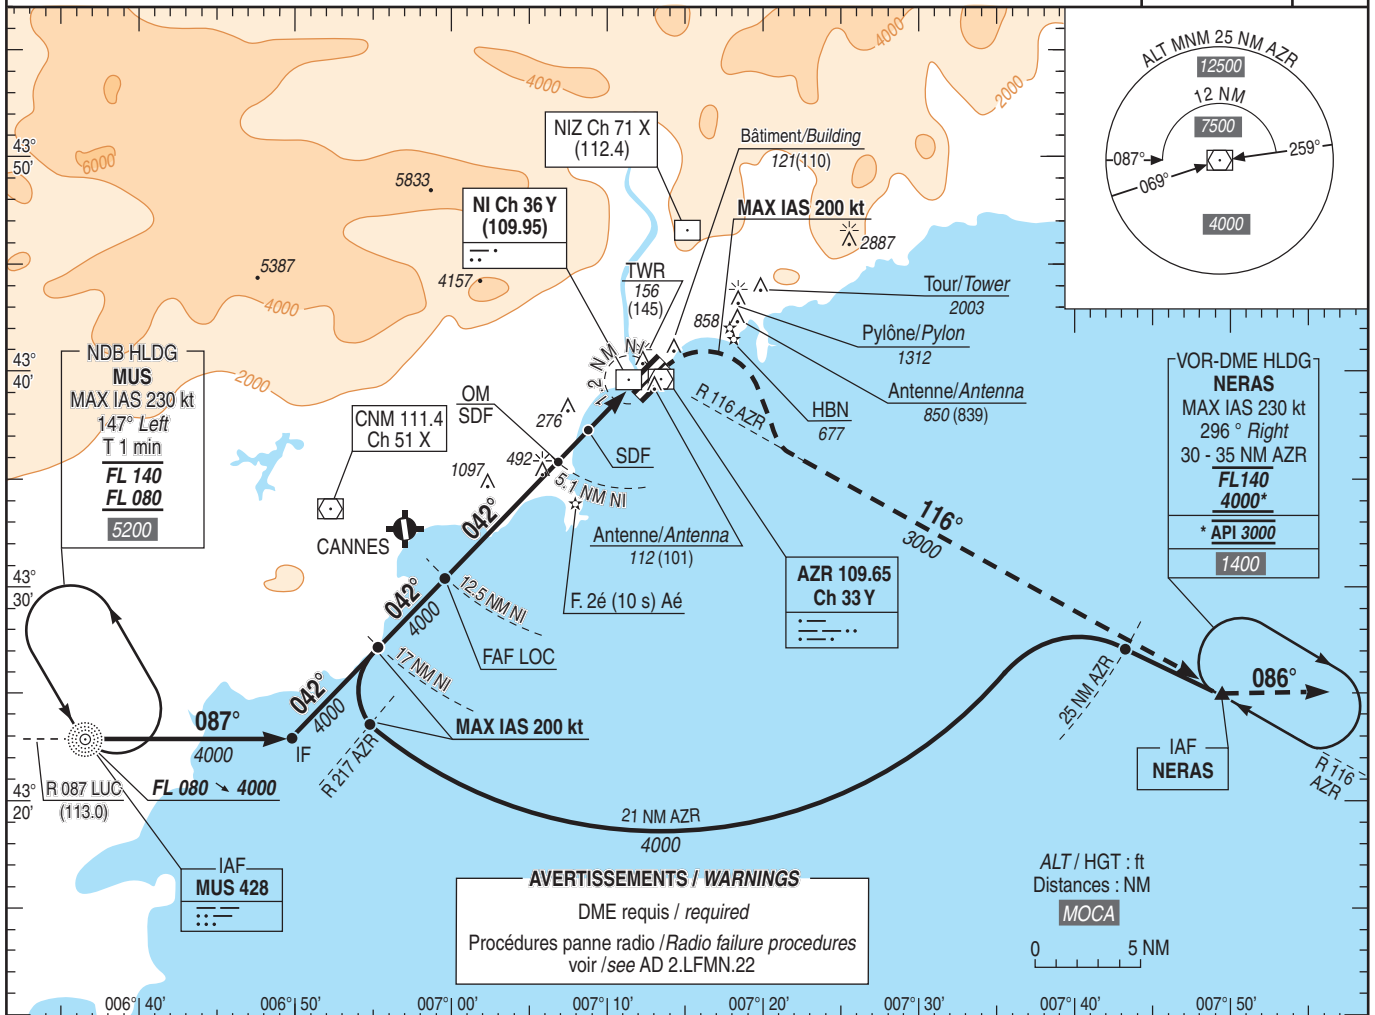 ALT MNM 25 NM AZR
12500
12 NM
7500
087°
069°
259°
4000
4000
4000
2000
6000
4000
2000
43°
50'
43°
40'
43°
30'
43°
20'
5833
5387
4157
NIZ Ch 71 X
(112.4)
Bâtiment/Building
121(110)
NI Ch 36 Y
(109.95)
MAX IAS 200 kt
2887
TWR
156
(145)
858
Tour/Tower
2003
Pylône/Pylon
1312
Antenne/Antenna
850 (839)
HBN
677
NDB HLDG
MUS
MAX IAS 230 kt
147° Left
T 1 min
FL 140
FL 080
5200
VOR-DME HLDG
NERAS
MAX IAS 230 kt
296 ° Right
30 - 35 NM AZR
FL140
4000*
* API 3000
1400
CNM 111.4
Ch 51 X
OM
SDF
276
492
1097
SDF
5.1 NM NI
R 116 AZR
CANNES
042°
Antenne/Antenna
112 (101)
F. 2é (10 s) Aé
AZR 109.65
Ch 33 Y
116°
3000
042°
4000
12.5 NM NI
FAF LOC
042°
4000
17 NM NI
MAX IAS 200 kt
087°
4000
IF
R 217 AZR
25 NM AZR
086°
IAF
NERAS
R 116
AZR
R 087 LUC
(113.0)
FL 080 ↘ 4000
IAF
MUS 428
21 NM AZR
4000
AVERTISSEMENTS / WARNINGS
DME requis / required
Procédures panne radio /Radio failure procedures
voir /see AD 2.LFMN.22
ALT / HGT : ft
Distances : NM
MOCA
0 5 NM
006° 40' 006° 50' 007° 00' 007° 10' 007° 20' 007° 30' 007° 40' 007° 50'